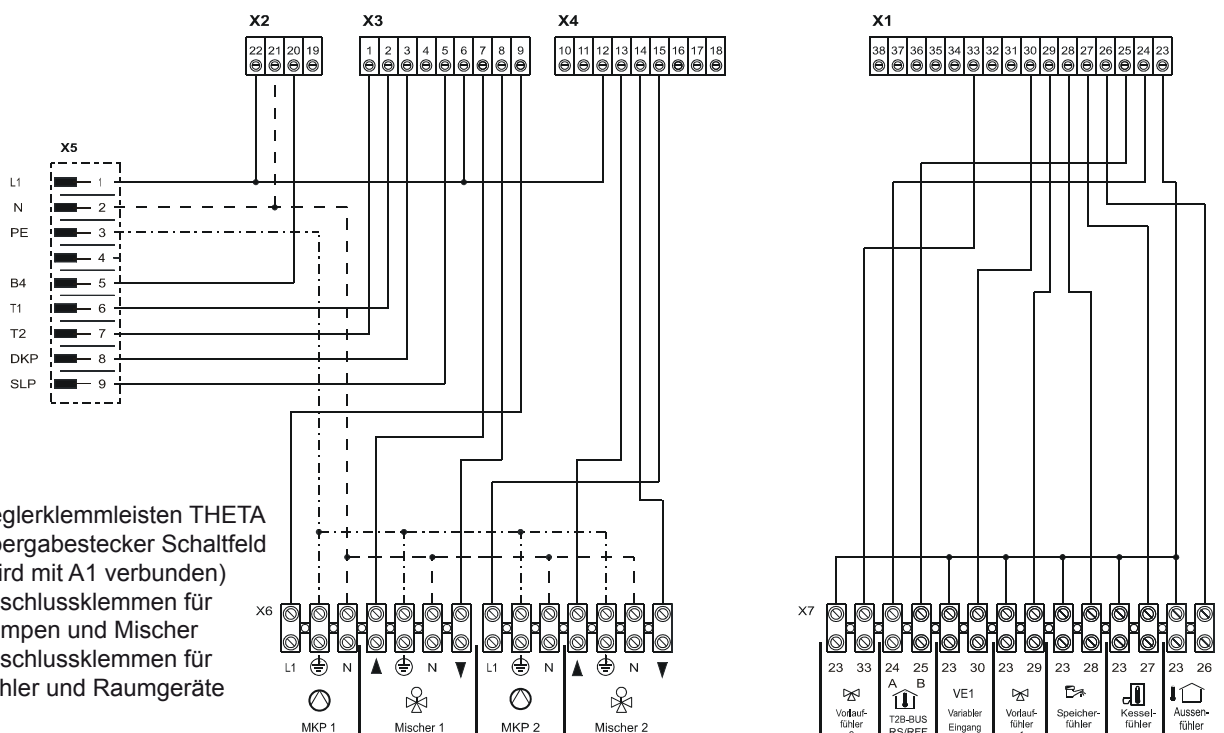 X2 X3 X4 X1
22 21 20 19
1 2 3 4 5 6 7 8 9
10 11 12 13 14 15 16 17 18
38 37 36 35 34 33 32 31 30 29 28 27 26 25 24 23
X5
L1 1
N 2
PE 3
4
B4 5
T1 6
T2 7
DKP 8
SLP 9
eglerklemmleisten THETA
bergabestecker Schaltfeld
ird mit A1 verbunden)
schlussklemmen für
mpen und Mischer
schlussklemmen für
hler und Raumgeräte
X6
L1 N N L1 N N
MKP 1 Mischer 1 MKP 2 Mischer 2
X7
23 33 24 25 23 30 23 29 23 28 23 27 23 26
A B
VE1
Vorlauf-
fühler
T2B-BUS
RS/REF
Variabler
Eingang
Vorlauf-
fühler
Speicher-
fühler
Kessel-
fühler
Aussen-
fühler